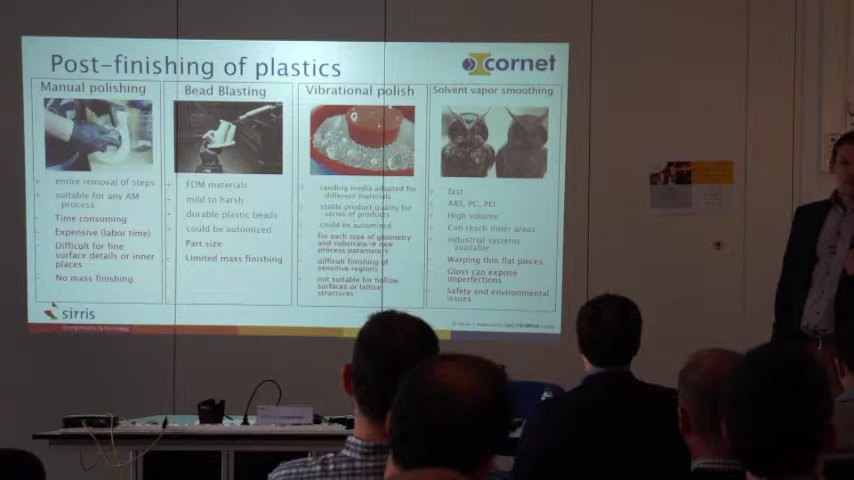 Post-finishing of plastics
cornet
Manual polishing
entire removal of steps
suitable for any AM
process
Time consuming
Expensive (labor time)
Difficult for fine
surface details or inner
places
No mass finishing
Bead Blasting
FDM materials
mild to harsh
durable plastic beads
could be automized
Part size
Limited mass finishing
Vibrational polish
sanding media adapted for
different materials
stable product quality for
series of products
could be automized
for each type of geometry
and substrate → new
process parameters
difficult finishing of
sensitive regions
not suitable for hollow
surfaces or lattice
structures
Solvent vapor smoothing
fast
ABS, PC, PEI
High volume
Can reach inner areas
industrial systems
available
Warping thin flat pieces
Gloss can expose
imperfections
Safety and environmental
issues
sirris